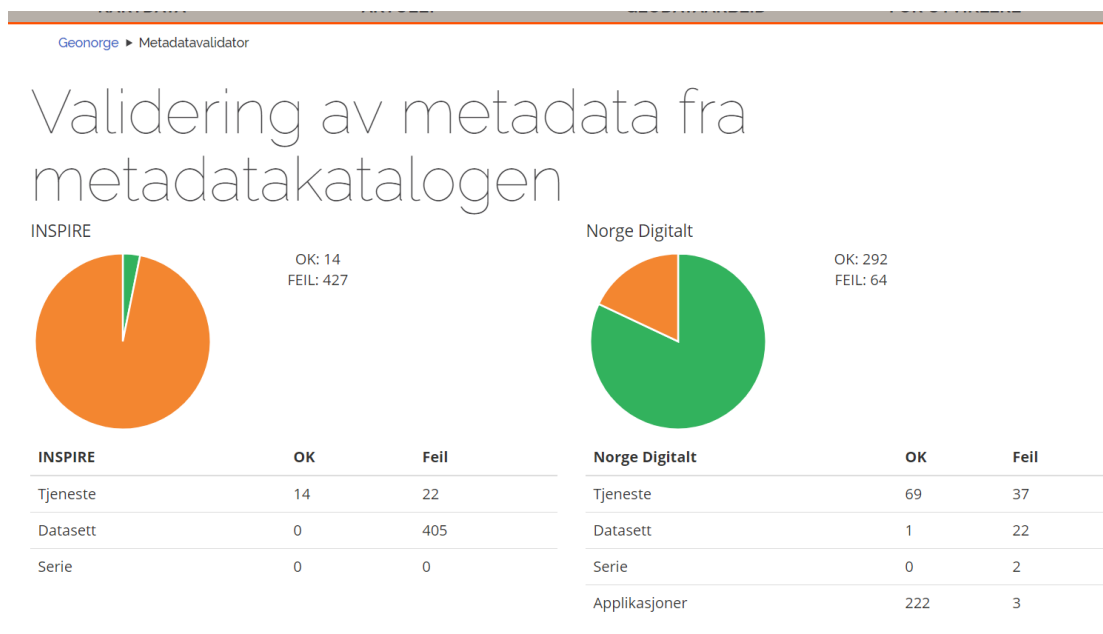 Geonorge ▶ Metadatavalidator
Validering av metadata fra
metadatakatalogen
INSPIRE
OK: 14
FEIL: 427
Norge Digitalt
OK: 292
FEIL: 64
INSPIRE OK Feil
Tjeneste 14 22
Datasett 0 405
Serie 0 0
Norge Digitalt OK Feil
Tjeneste 69 37
Datasett 1 22
Serie 0 2
Applikasjoner 222 3